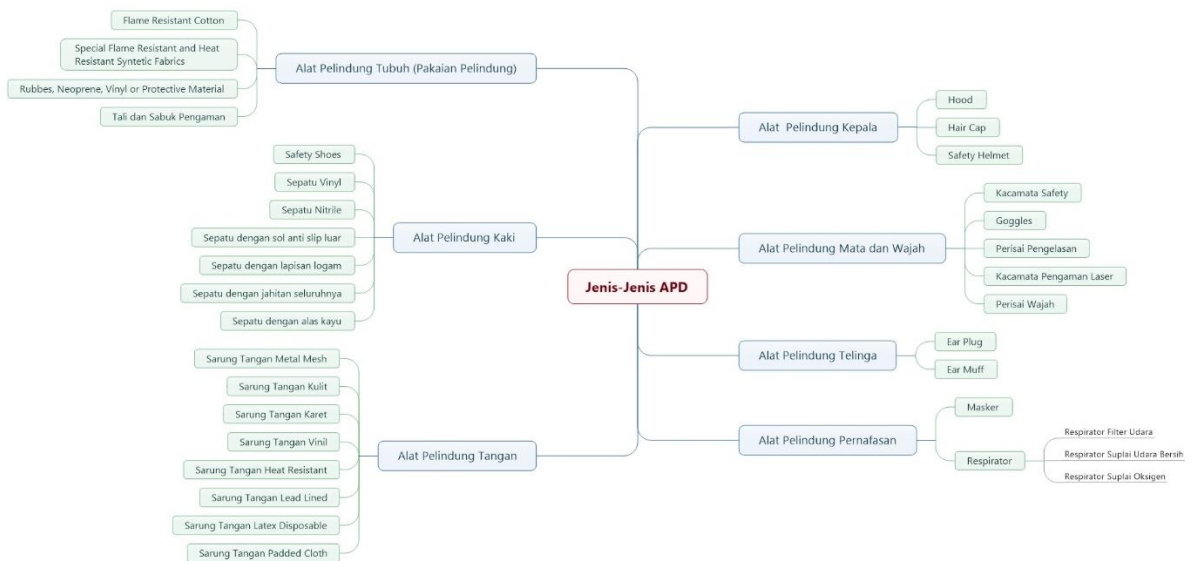 Jenis-Jenis APD
Alat Pelindung Tubuh (Pakaian Pelindung)
Flame Resistant Cotton
Special Flame Resistant and Heat
Resistant Syntetic Fabrics
Rubbes, Neoprene, Vinyl or Protective Material
Tali dan Sabuk Pengaman
Alat Pelindung Kaki
Safety Shoes
Sepatu Vinyl
Sepatu Nitrile
Sepatu dengan sol anti slip luar
Sepatu dengan lapisan logam
Sepatu dengan jahitan seluruhnya
Sepatu dengan alas kayu
Alat Pelindung Tangan
Sarung Tangan Metal Mesh
Sarung Tangan Kulit
Sarung Tangan Karet
Sarung Tangan Vinil
Sarung Tangan Heat Resistant
Sarung Tangan Lead Lined
Sarung Tangan Latex Disposable
Sarung Tangan Padded Cloth
Alat Pelindung Kepala
Hood
Hair Cap
Safety Helmet
Alat Pelindung Mata dan Wajah
Kacamata Safety
Goggles
Perisai Pengelasan
Kacamata Pengaman Laser
Perisai Wajah
Alat Pelindung Telinga
Ear Plug
Ear Muff
Alat Pelindung Pernafasan
Masker
Respirator
Respirator Filter Udara
Respirator Suplai Udara Bersih
Respirator Suplai Oksigen